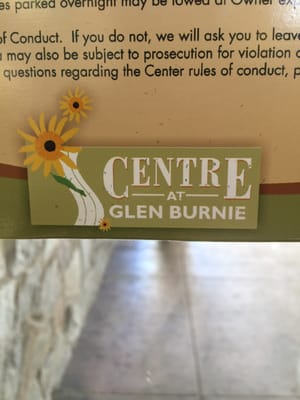 es parked overnight may be towed at Owner exp
of Conduct. If you do not, we will ask you to leave
may also be subject to prosecution for violation o
questions regarding the Center rules of conduct, p
CENTRE
AT
GLEN BURNIE